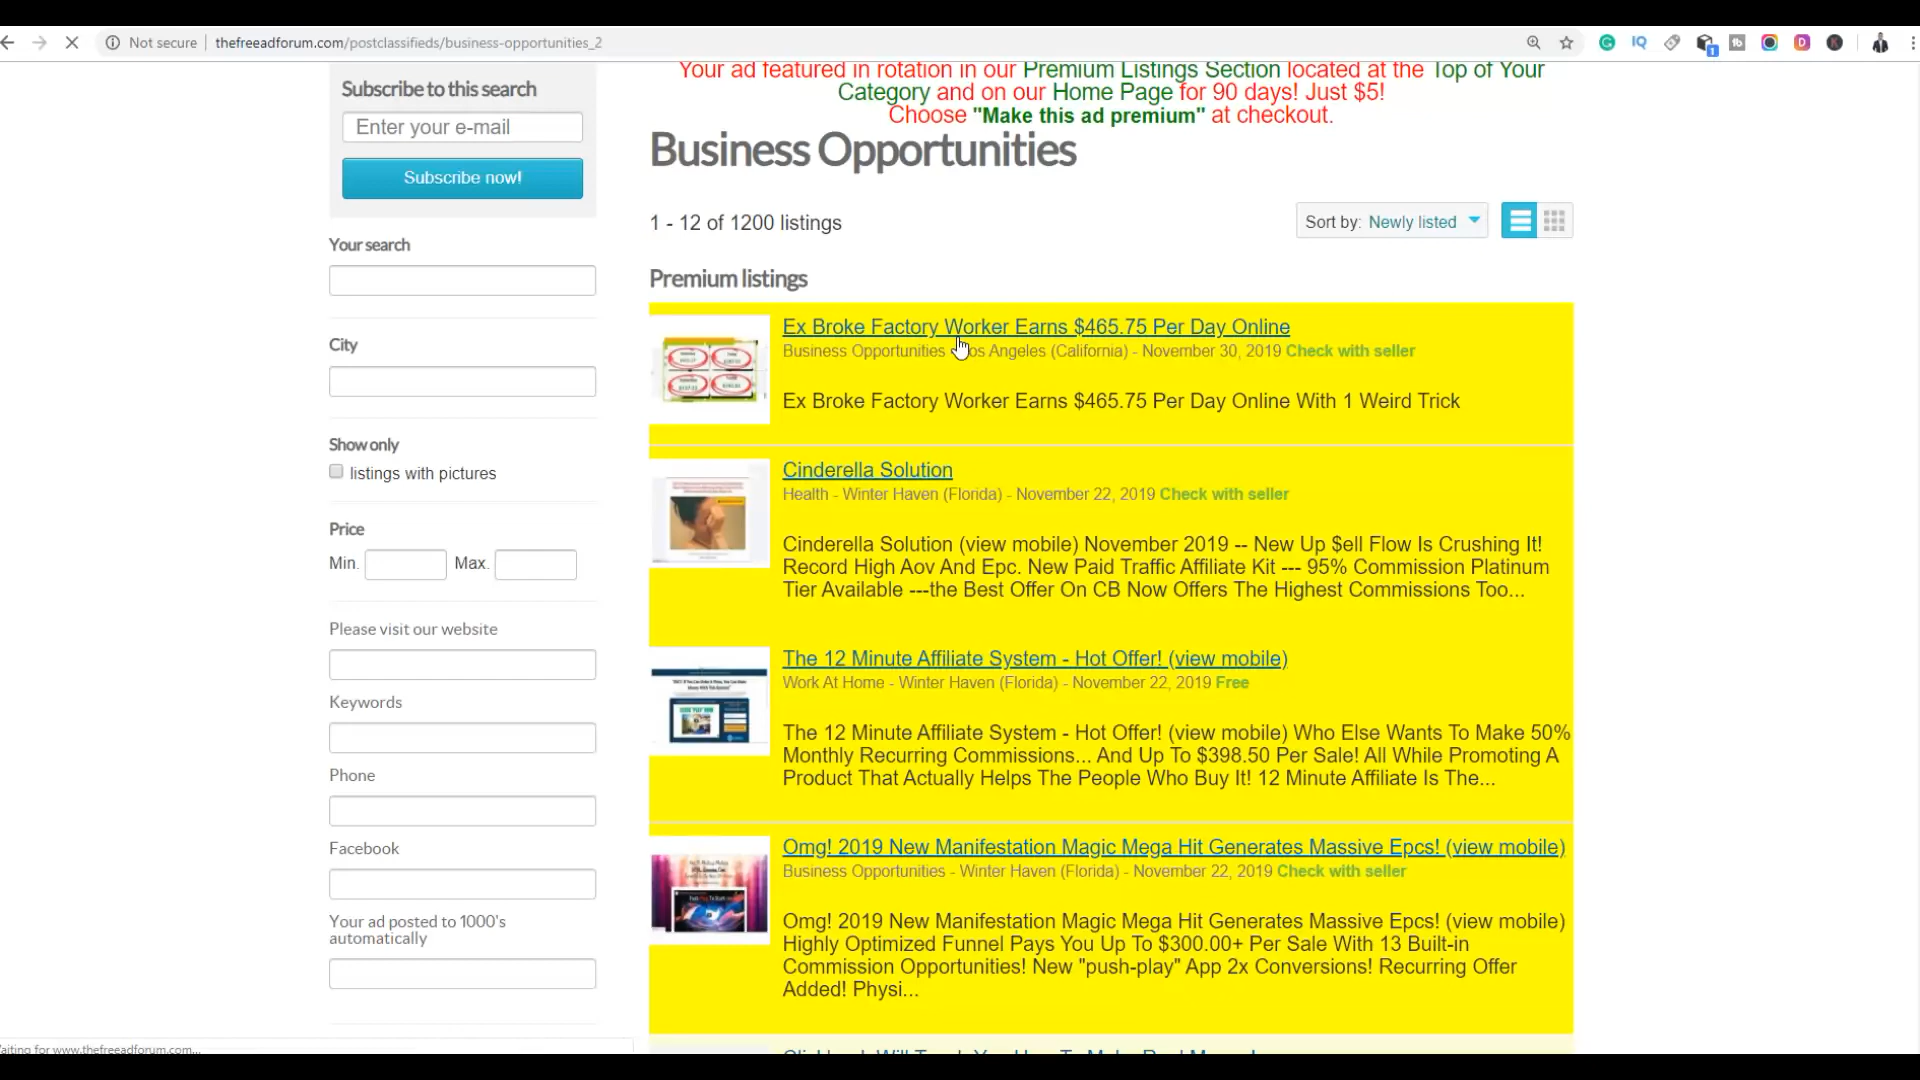 Not secure
thefreeadforum.com/postclassifieds/business-opportunities_2
Your ad featured in rotation in our Premium Listings Section located at the Top of Your
Category and on our Home Page for 90 days! Just $5!
Choose "Make this ad premium" at checkout.
Subscribe to this search
Enter your e-mail
Subscribe now!
Your search
City
Show only
listings with pictures
Price
Min.
Max.
Please visit our website
Keywords
Phone
Facebook
Your ad posted to 1000's
automatically
Business Opportunities
1 - 12 of 1200 listings
Sort by: Newly listed
Premium listings
Ex Broke Factory Worker Earns $465.75 Per Day Online
Business Opportunities - Los Angeles (California) - November 30, 2019 Check with seller
Ex Broke Factory Worker Earns $465.75 Per Day Online With 1 Weird Trick
Cinderella Solution
Health - Winter Haven (Florida) - November 22, 2019 Check with seller
Cinderella Solution (view mobile) November 2019 -- New Up $ell Flow Is Crushing It!
Record High Aov And Epc. New Paid Traffic Affiliate Kit --- 95% Commission Platinum
Tier Available ---the Best Offer On CB Now Offers The Highest Commissions Too...
The 12 Minute Affiliate System - Hot Offer! (view mobile)
Work At Home - Winter Haven (Florida) - November 22, 2019 Free
The 12 Minute Affiliate System - Hot Offer! (view mobile) Who Else Wants To Make 50%
Monthly Recurring Commissions... And Up To $398.50 Per Sale! All While Promoting A
Product That Actually Helps The People Who Buy It! 12 Minute Affiliate Is The...
Omg! 2019 New Manifestation Magic Mega Hit Generates Massive Epcs! (view mobile)
Business Opportunities - Winter Haven (Florida) - November 22, 2019 Check with seller
Omg! 2019 New Manifestation Magic Mega Hit Generates Massive Epcs! (view mobile)
Highly Optimized Funnel Pays You Up To $300.00+ Per Sale With 13 Built-in
Commission Opportunities! New "push-play" App 2x Conversions! Recurring Offer
Added! Physi...
waiting for www.thefreeadforum.com...